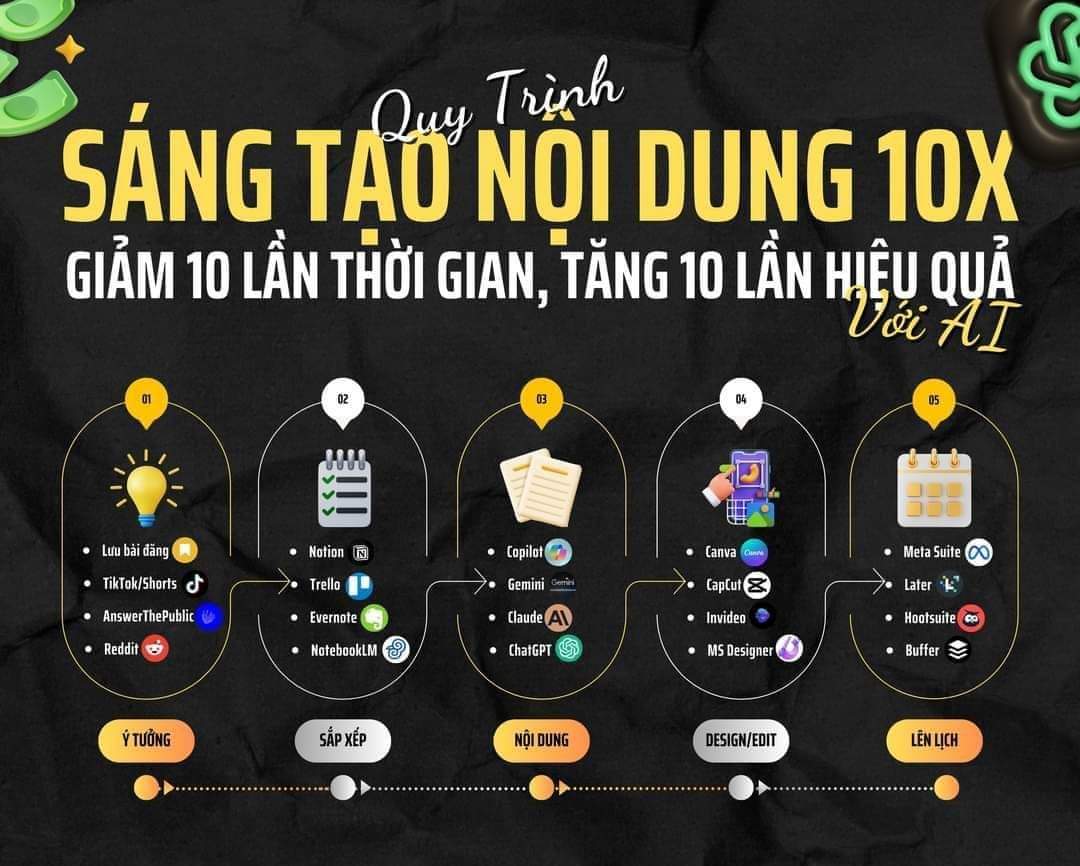 Quy Trình
SÁNG TẠO NỘI DUNG 10X
GIẢM 10 LẦN THỜI GIAN, TĂNG 10 LẦN HIỆU QUẢ
Với AI
01
02
03
04
05
Lưu bài đăng
TikTok/Shorts
AnswerThePublic
Reddit
Notion
Trello
Evernote
NotebookLM
Copilot
Gemini
Gemini
Claude
ChatGPT
Canva
Canva
CapCut
Invideo
MS Designer
Meta Suite
Later
Hootsuite
Buffer
Ý TƯỞNG
SẮP XẾP
NỘI DUNG
DESIGN/EDIT
LÊN LỊCH